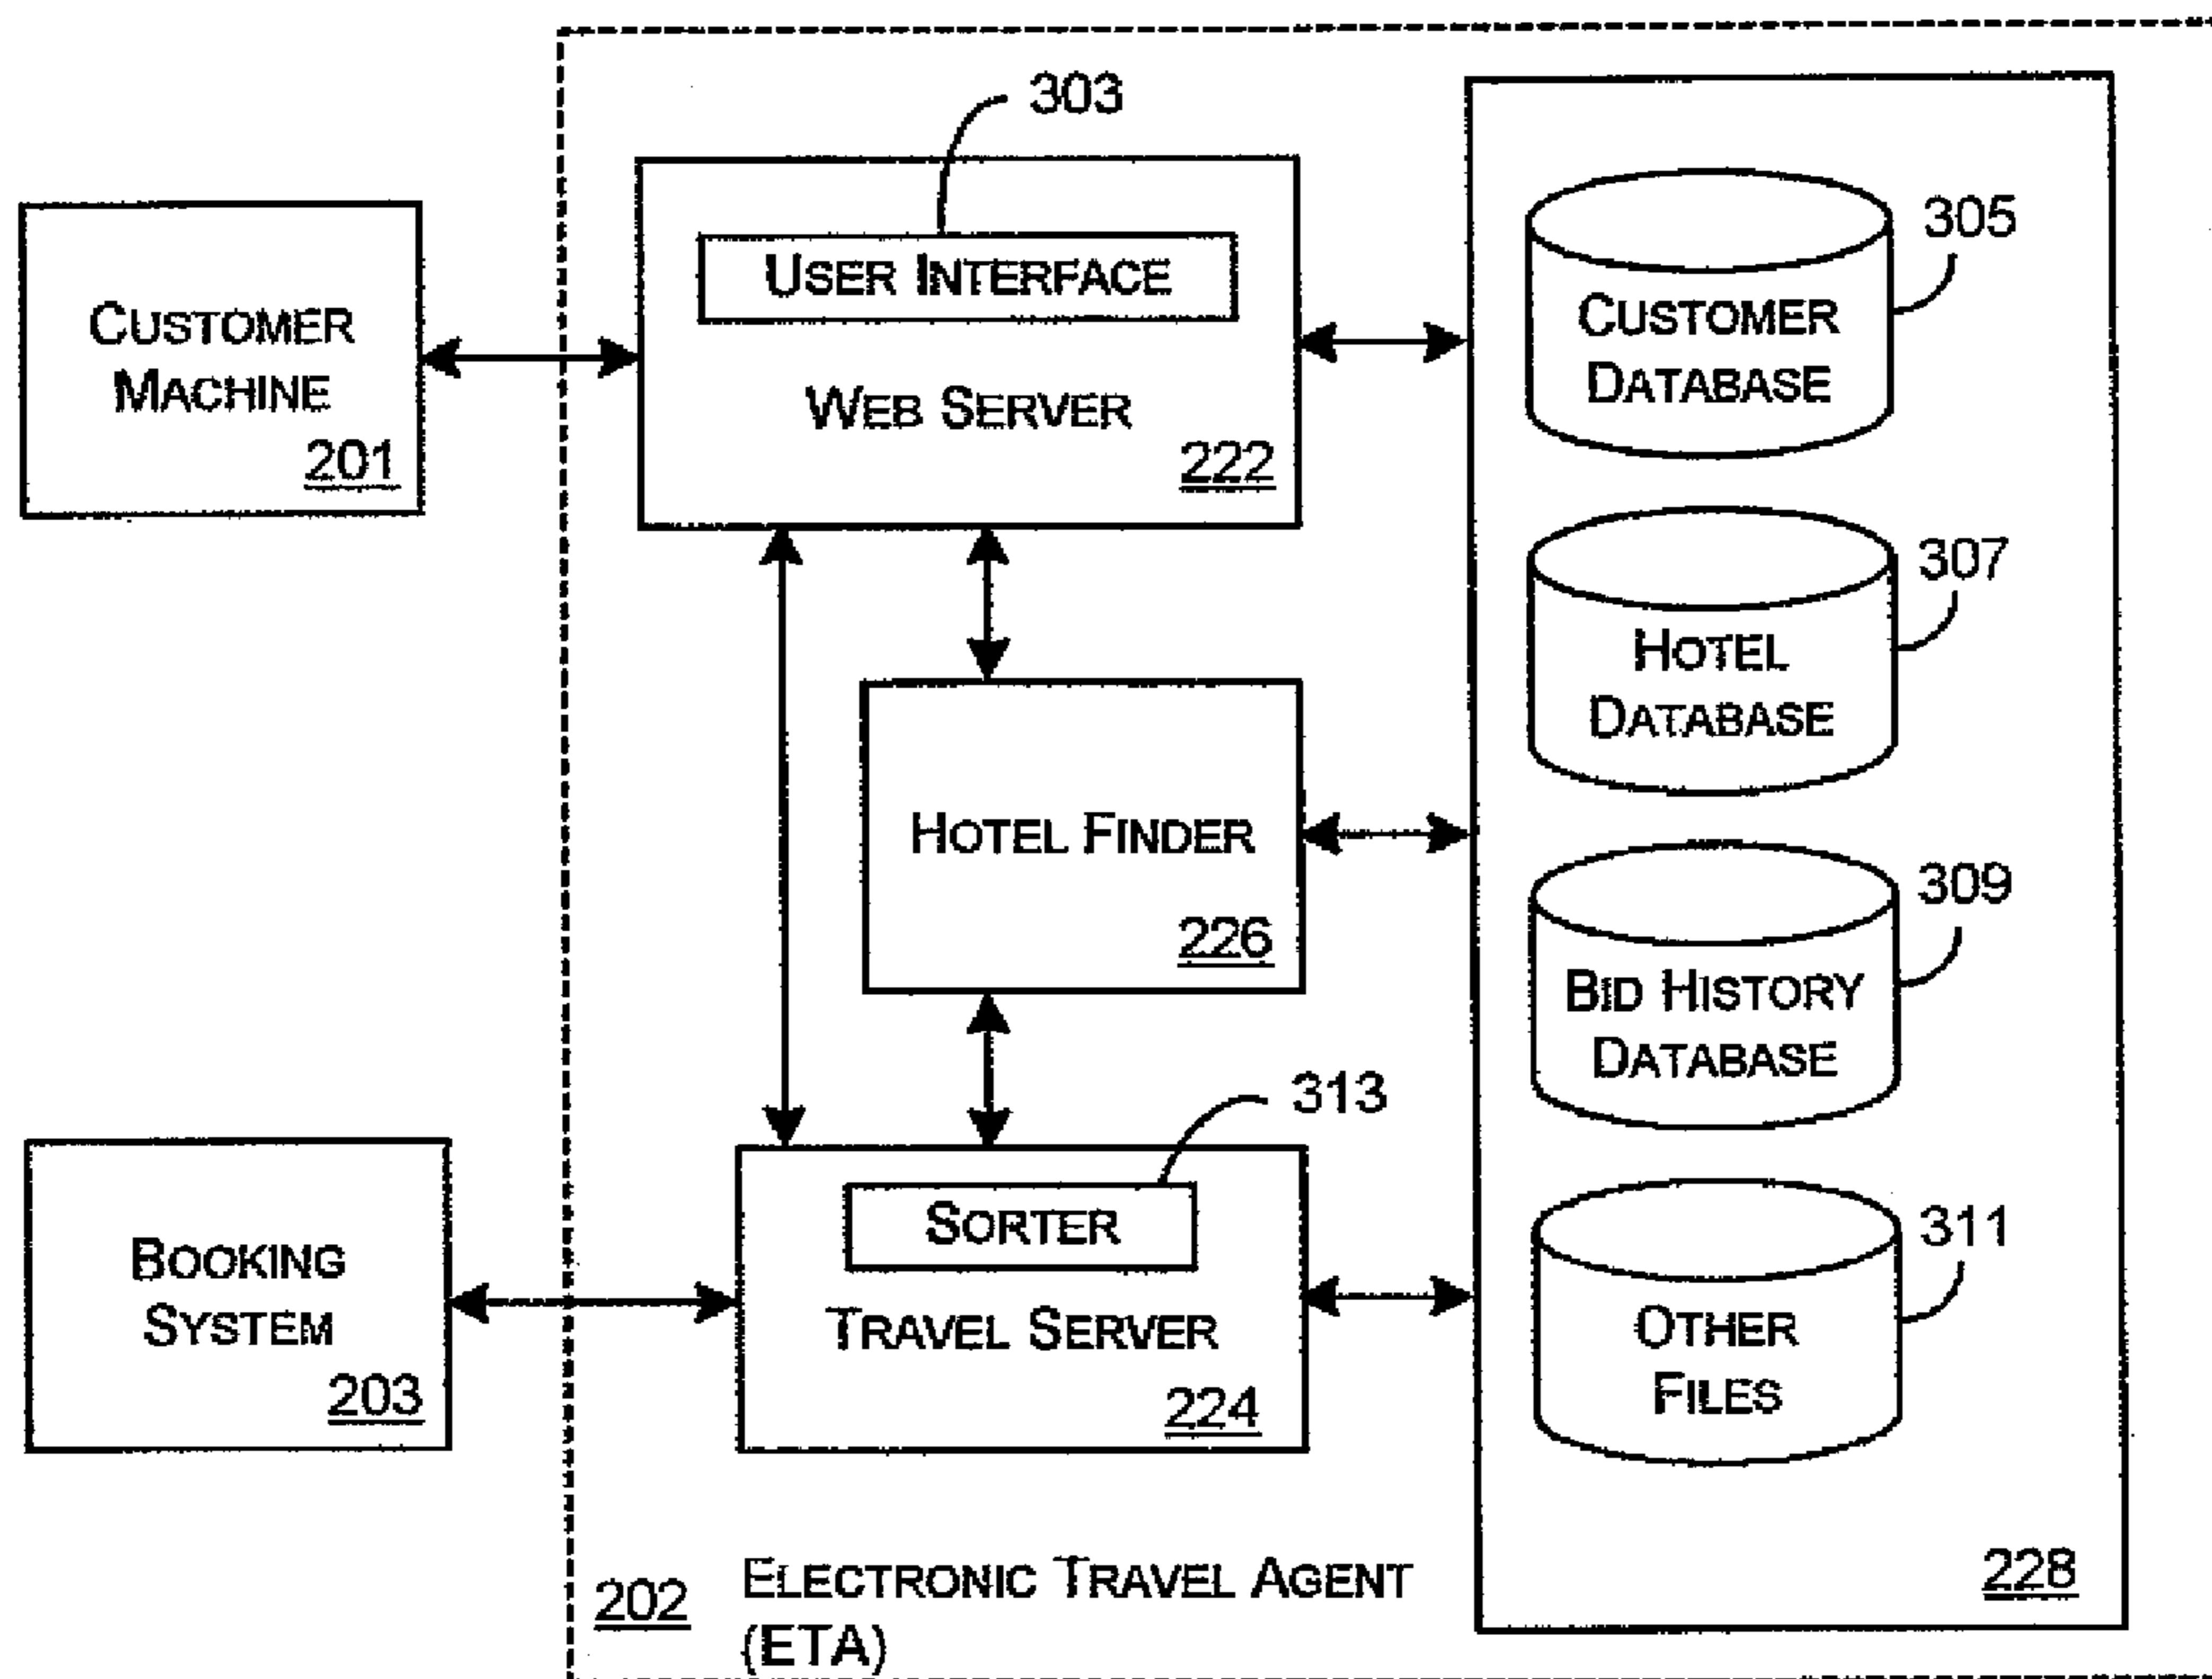 303
USER INTERFACE
WEB SERVER
222
CUSTOMER
MACHINE
201
305
CUSTOMER
DATABASE
307
HOTEL
DATABASE
HOTEL FINDER
226
309
BID HISTORY
DATABASE
313
SORTER
TRAVEL SERVER
224
BOOKING
SYSTEM
203
311
OTHER
FILES
228
202
ELECTRONIC TRAVEL AGENT
(ETA)